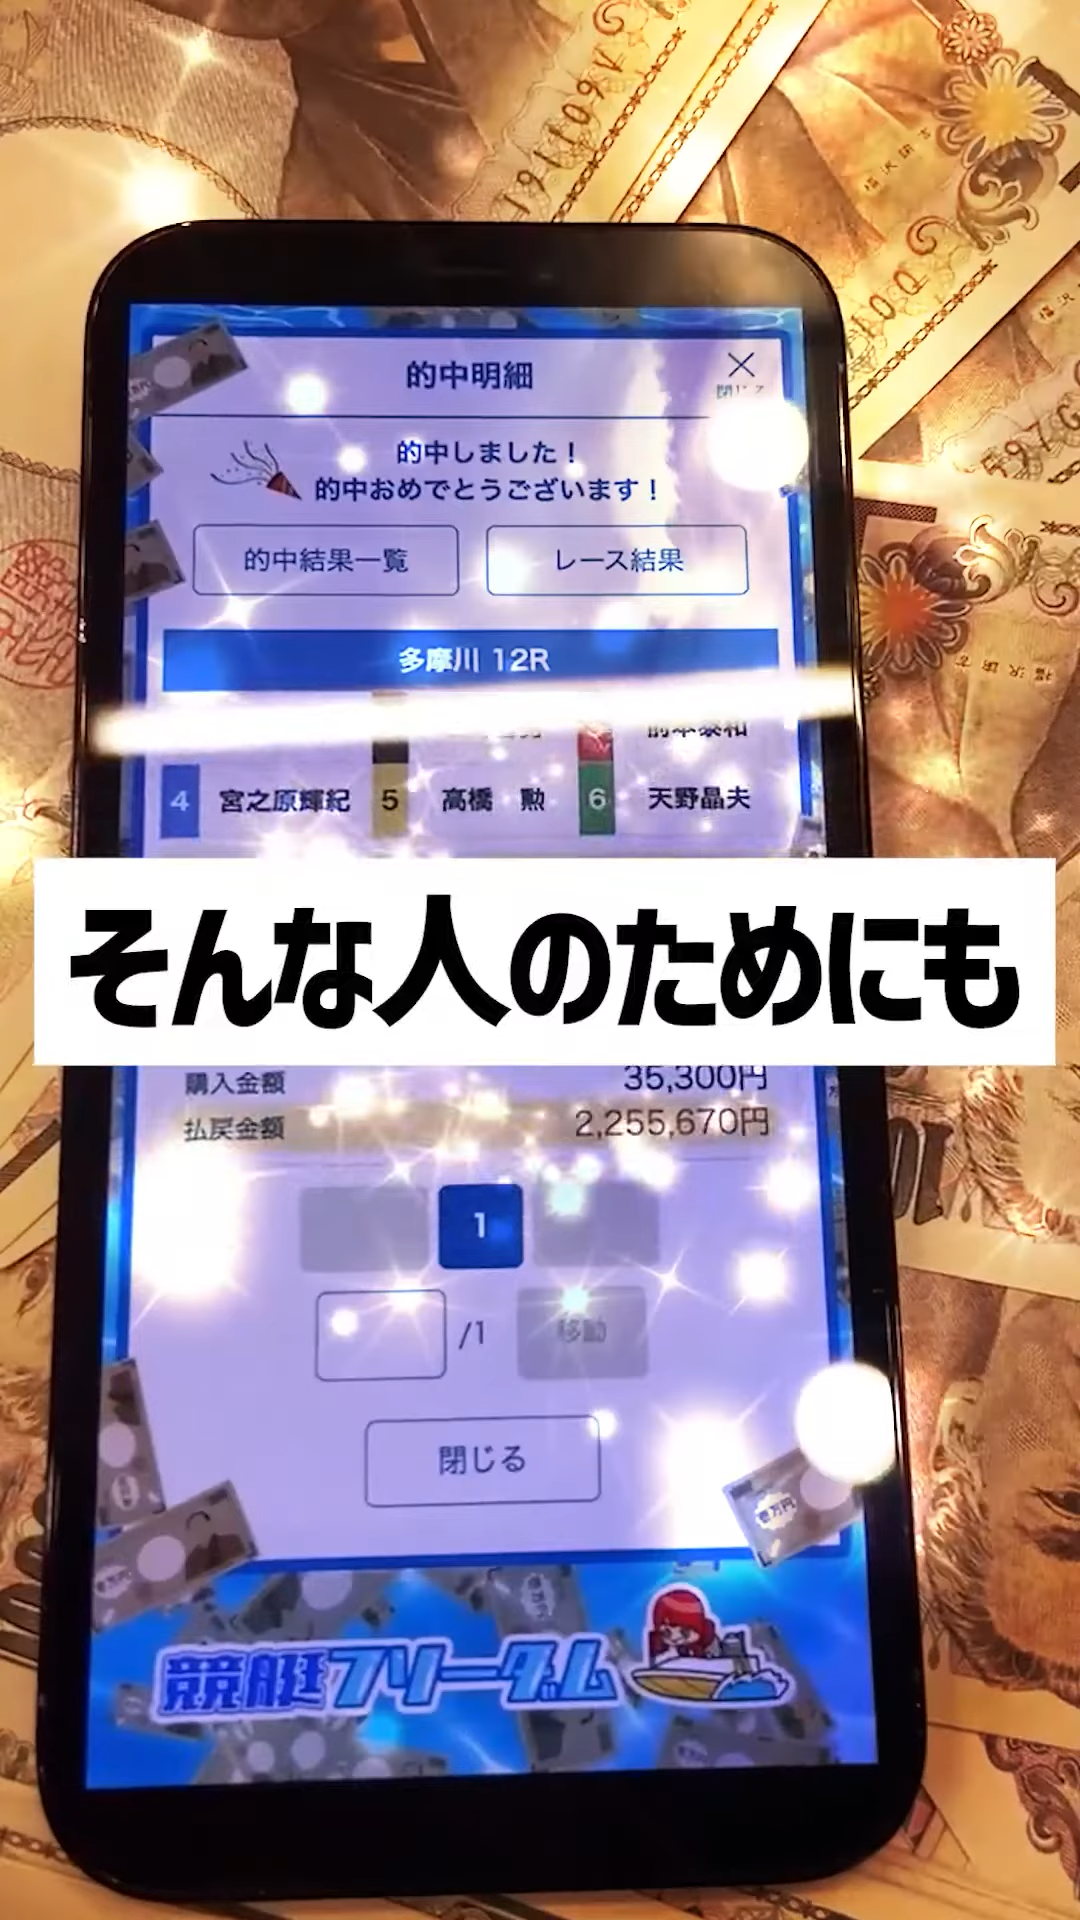 的中明細
的中しました!
的中おめでとうございます!
的中結果一覧 レース結果
多摩川 12R
4 宮之原輝紀 5 高橋 勲 6 天野晶夫
そんな人のためにも
購入金額 35,300円
払戻金額 2,255,670円
1
/1 移動
閉じる
競艇フリーダム